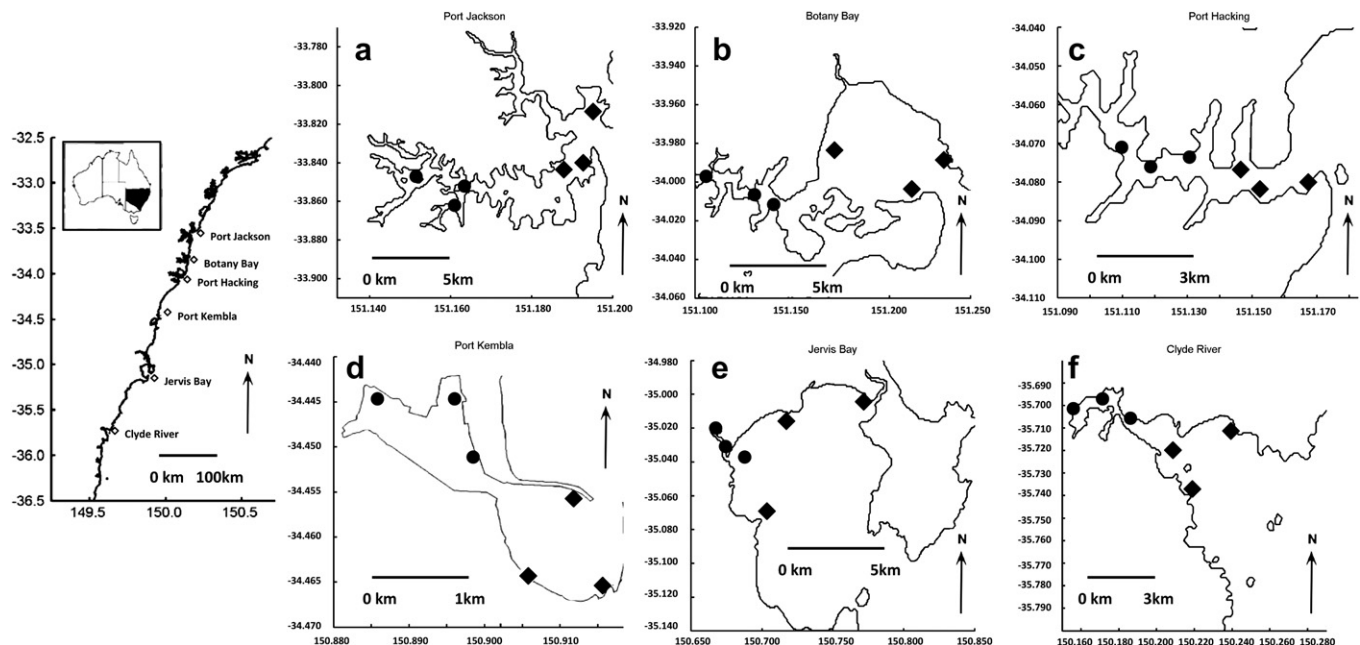 -32.5
-33.0
-33.5
-34.0
-34.5
-35.0
-35.5
-36.0
-36.5
Port Jackson
Botany Bay
Port Hacking
Port Kembla
Jervis Bay
Clyde River
N
0 km 100km
149.5 150.0 150.5
Port Jackson
a
-33.780
-33.800
-33.820
-33.840
-33.860
-33.880
-33.900
N
0 km 5km
151.140 151.160 151.180 151.200
Botany Bay
b
-33.920
-33.940
-33.960
-33.980
-34.000
-34.020
-34.040
-34.060
N
0 km 3 5km
151.100 151.150 151.200 151.250
Port Hacking
c
-34.040
-34.050
-34.060
-34.070
-34.080
-34.090
-34.100
-34.110
N
0 km 3km
151.090 151.110 151.130 151.150 151.170
Port Kembla
d
-34.440
-34.445
-34.450
-34.455
-34.460
-34.465
-34.470
N
0 km 1km
150.880 150.890 150.900 150.910
Jervis Bay
e
-34.980
-35.000
-35.020
-35.040
-35.060
-35.080
-35.100
-35.120
-35.140
N
0 km 5km
150.650 150.700 150.750 150.800 150.850
Clyde River
f
-35.690
-35.700
-35.710
-35.720
-35.730
-35.740
-35.750
-35.760
-35.770
-35.780
-35.790
N
0 km 3km
150.160 150.180 150.200 150.220 150.240 150.260 150.280